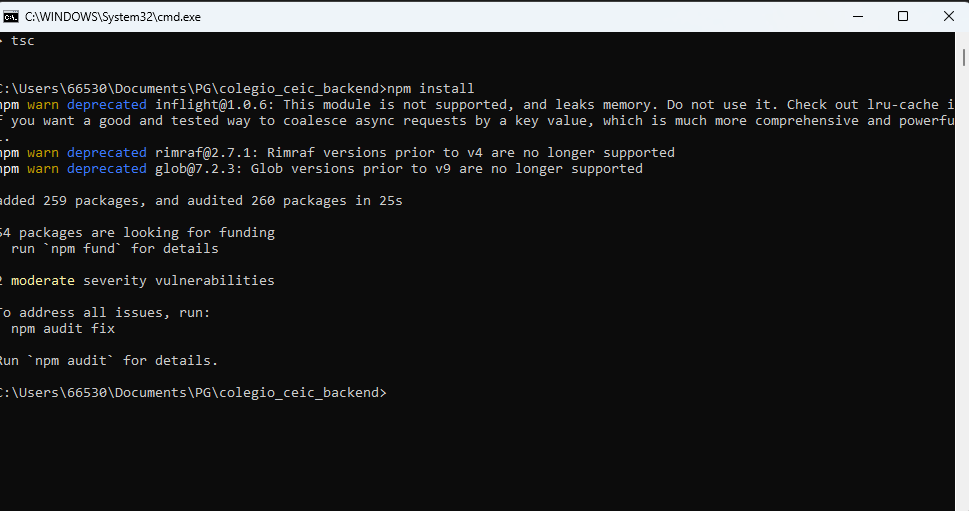 C:\WINDOWS\System32\cmd.exe
> tsc
C:\Users\66530\Documents\PG\colegio_ceic_backend>npm install
npm warn deprecated inflight@1.0.6: This module is not supported, and leaks memory. Do not use it. Check out lru-cache i
f you want a good and tested way to coalesce async requests by a key value, which is much more comprehensive and powerfu
l.
npm warn deprecated rimraf@2.7.1: Rimraf versions prior to v4 are no longer supported
npm warn deprecated glob@7.2.3: Glob versions prior to v9 are no longer supported
added 259 packages, and audited 260 packages in 25s
packages are looking for funding
run `npm fund` for details
2 moderate severity vulnerabilities
To address all issues, run:
npm audit fix
Run `npm audit` for details.
C:\Users\66530\Documents\PG\colegio_ceic_backend>